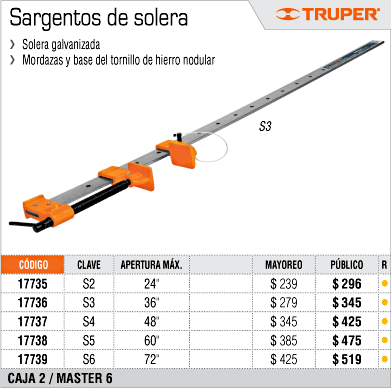 Sargentos de solera
TRUPER
› Solera galvanizada
› Mordazas y base del tornillo de hierro nodular
S3
CÓDIGO CLAVE APERTURA MÁX. MAYOREO PÚBLICO R
17735 S2 24" $ 239 $ 296
17736 S3 36" $ 279 $ 345
17737 S4 48" $ 345 $ 425
17738 S5 60" $ 385 $ 475
17739 S6 72" $ 425 $ 519
CAJA 2 / MASTER 6